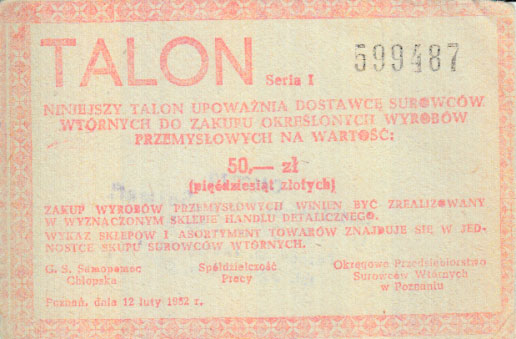 TALON Seria I 599487
NINIEJSZY TALON UPOWAŻNIA DOSTAWCĘ SUROWCÓW
WTÓRNYCH DO ZAKUPU OKREŚLONYCH WYROBÓW
PRZEMYSŁOWYCH NA WARTOŚĆ:
50,— zł
(pięćdziesiąt złotych)
ZAKUP WYROBÓW PRZEMYSŁOWYCH WINIEN BYĆ ZREALIZOWANY
W WYZNACZONYM SKLEPIE HANDLU DETALICZNEGO.
WYKAZ SKLEPÓW I ASORTYMENT TOWARÓW ZNAJDUJE SIĘ W JED-
NOSTCE SKUPU SUROWCÓW WTÓRNYCH.
G. S. Samopomoc Spółdzielczość Okręgowe Przedsiębiorstwo
Chłopska Pracy Surowców Wtórnych
w Poznaniu
Poznań, dnia 12 luty 1982 r.